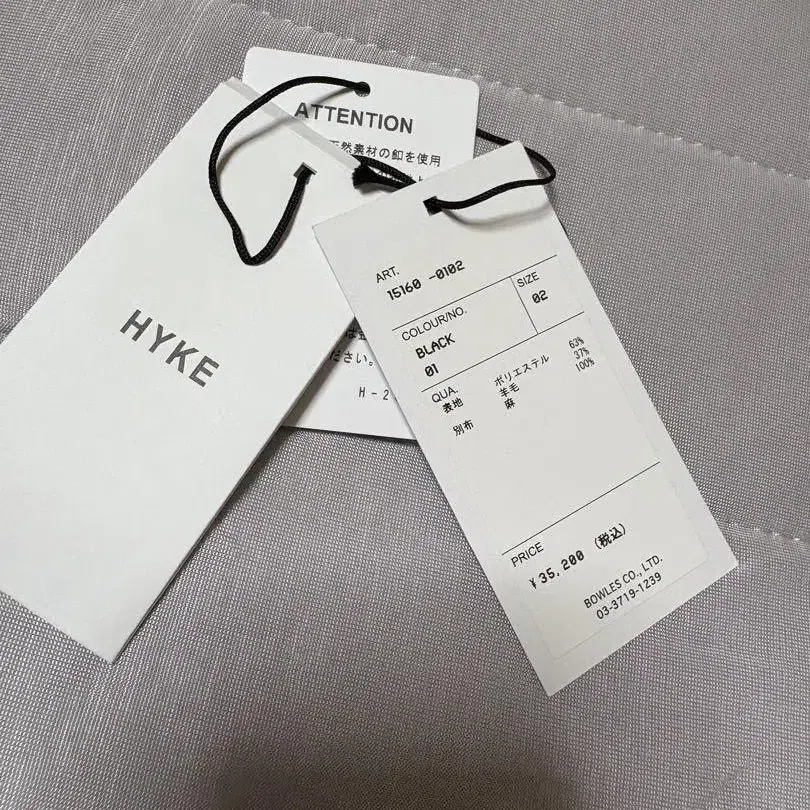 HYKE
ATTENTION
天然素材の釦を使用
ださい。
ART.
15160 -0102
COLOUR/NO.
BLACK
01
SIZE
02
QUA.
表地 ポリエステル 63%
羊毛 37%
別布 麻 100%
PRICE
¥35,200 (税込)
BOWLES CO., LTD.
03-3719-1239